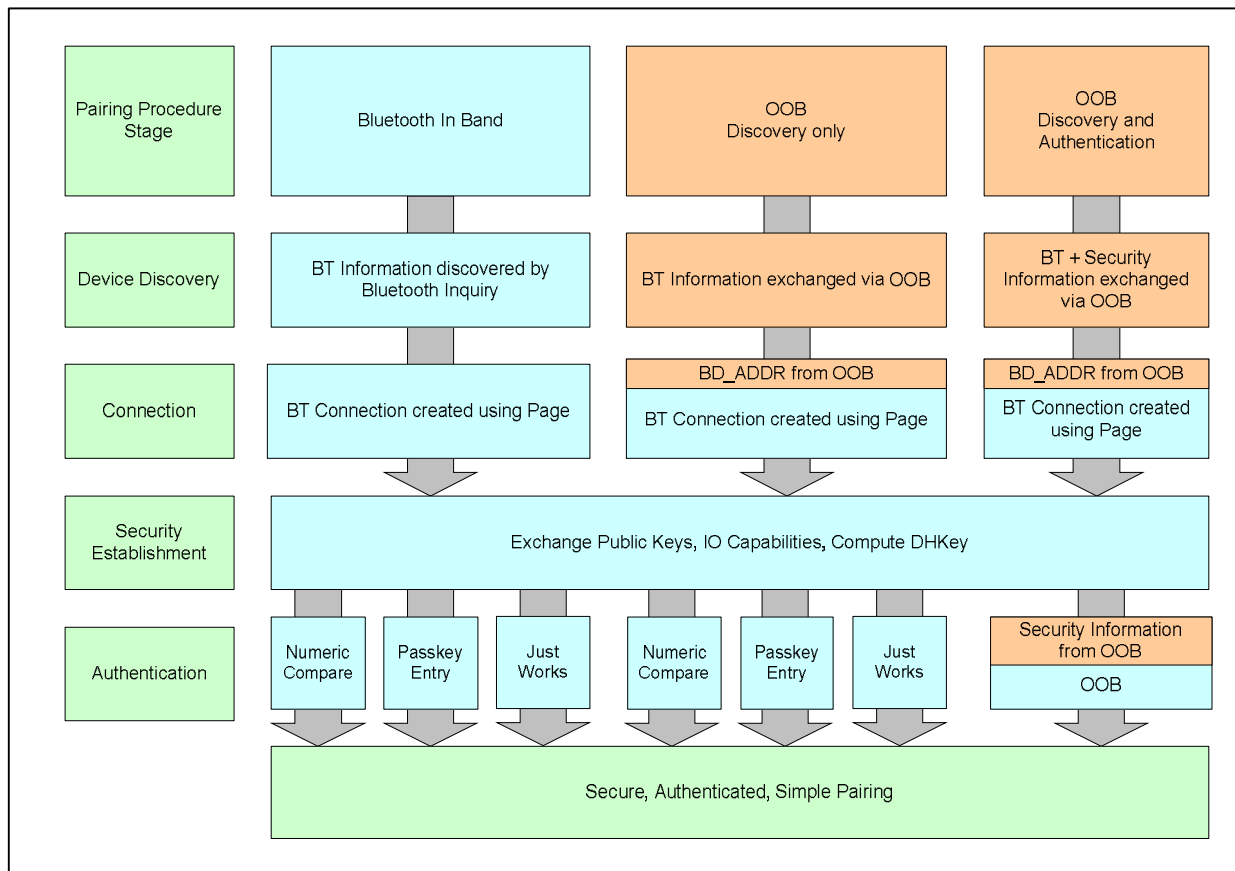 Pairing Procedure
Stage
Bluetooth In Band
OOB
Discovery only
OOB
Discovery and
Authentication
Device Discovery
BT Information discovered by
Bluetooth Inquiry
BT Information exchanged via OOB
BT + Security
Information exchanged
via OOB
Connection
BT Connection created using Page
BD_ADDR from OOB
BT Connection created using Page
BD_ADDR from OOB
BT Connection created
using Page
Security
Establishment
Exchange Public Keys, IO Capabilities, Compute DHKey
Authentication
Numeric
Compare
Passkey
Entry
Just
Works
Numeric
Compare
Passkey
Entry
Just
Works
Security Information
from OOB
OOB
Secure, Authenticated, Simple Pairing